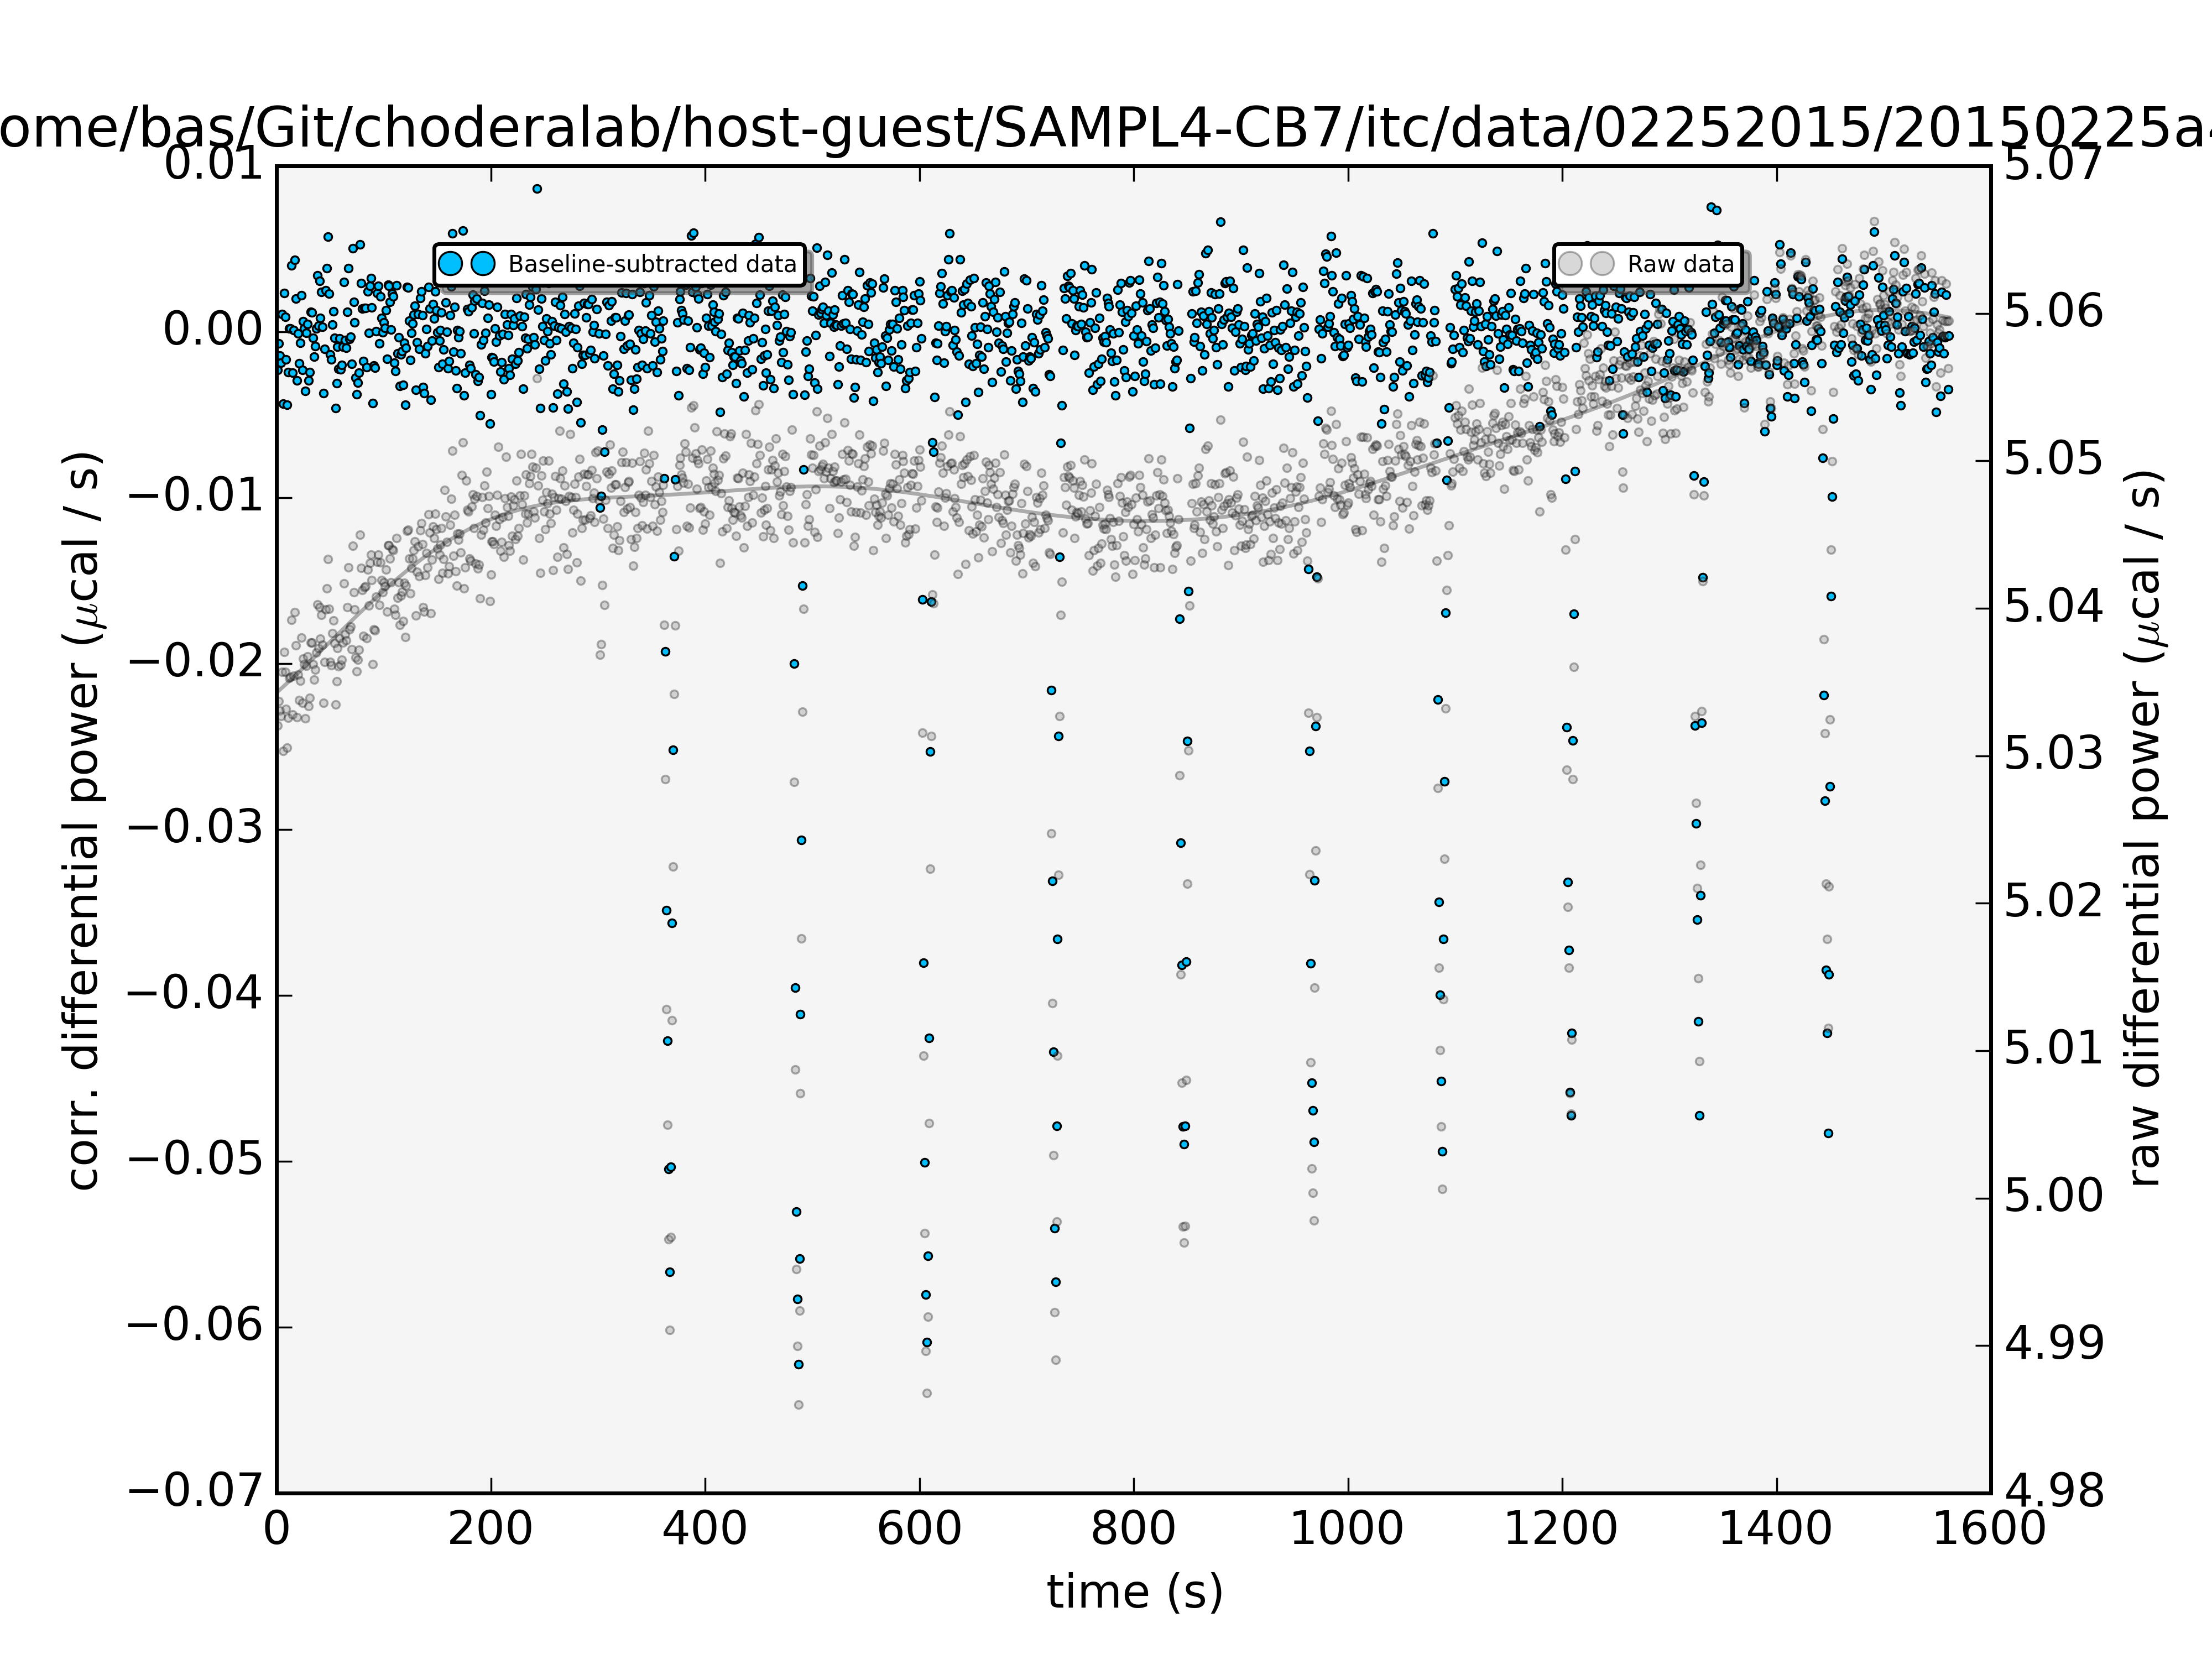 ome/bas/Git/choderalab/host-guest/SAMPL4-CB7/itc/data/02252015/20150225a
0.01
0.00
−0.01
−0.02
−0.03
−0.04
−0.05
−0.06
−0.07
corr. differential power (μcal / s)
Baseline-subtracted data
Raw data
5.07
5.06
5.05
5.04
5.03
5.02
5.01
5.00
4.99
4.98
raw differential power (μcal / s)
0 200 400 600 800 1000 1200 1400 1600
time (s)